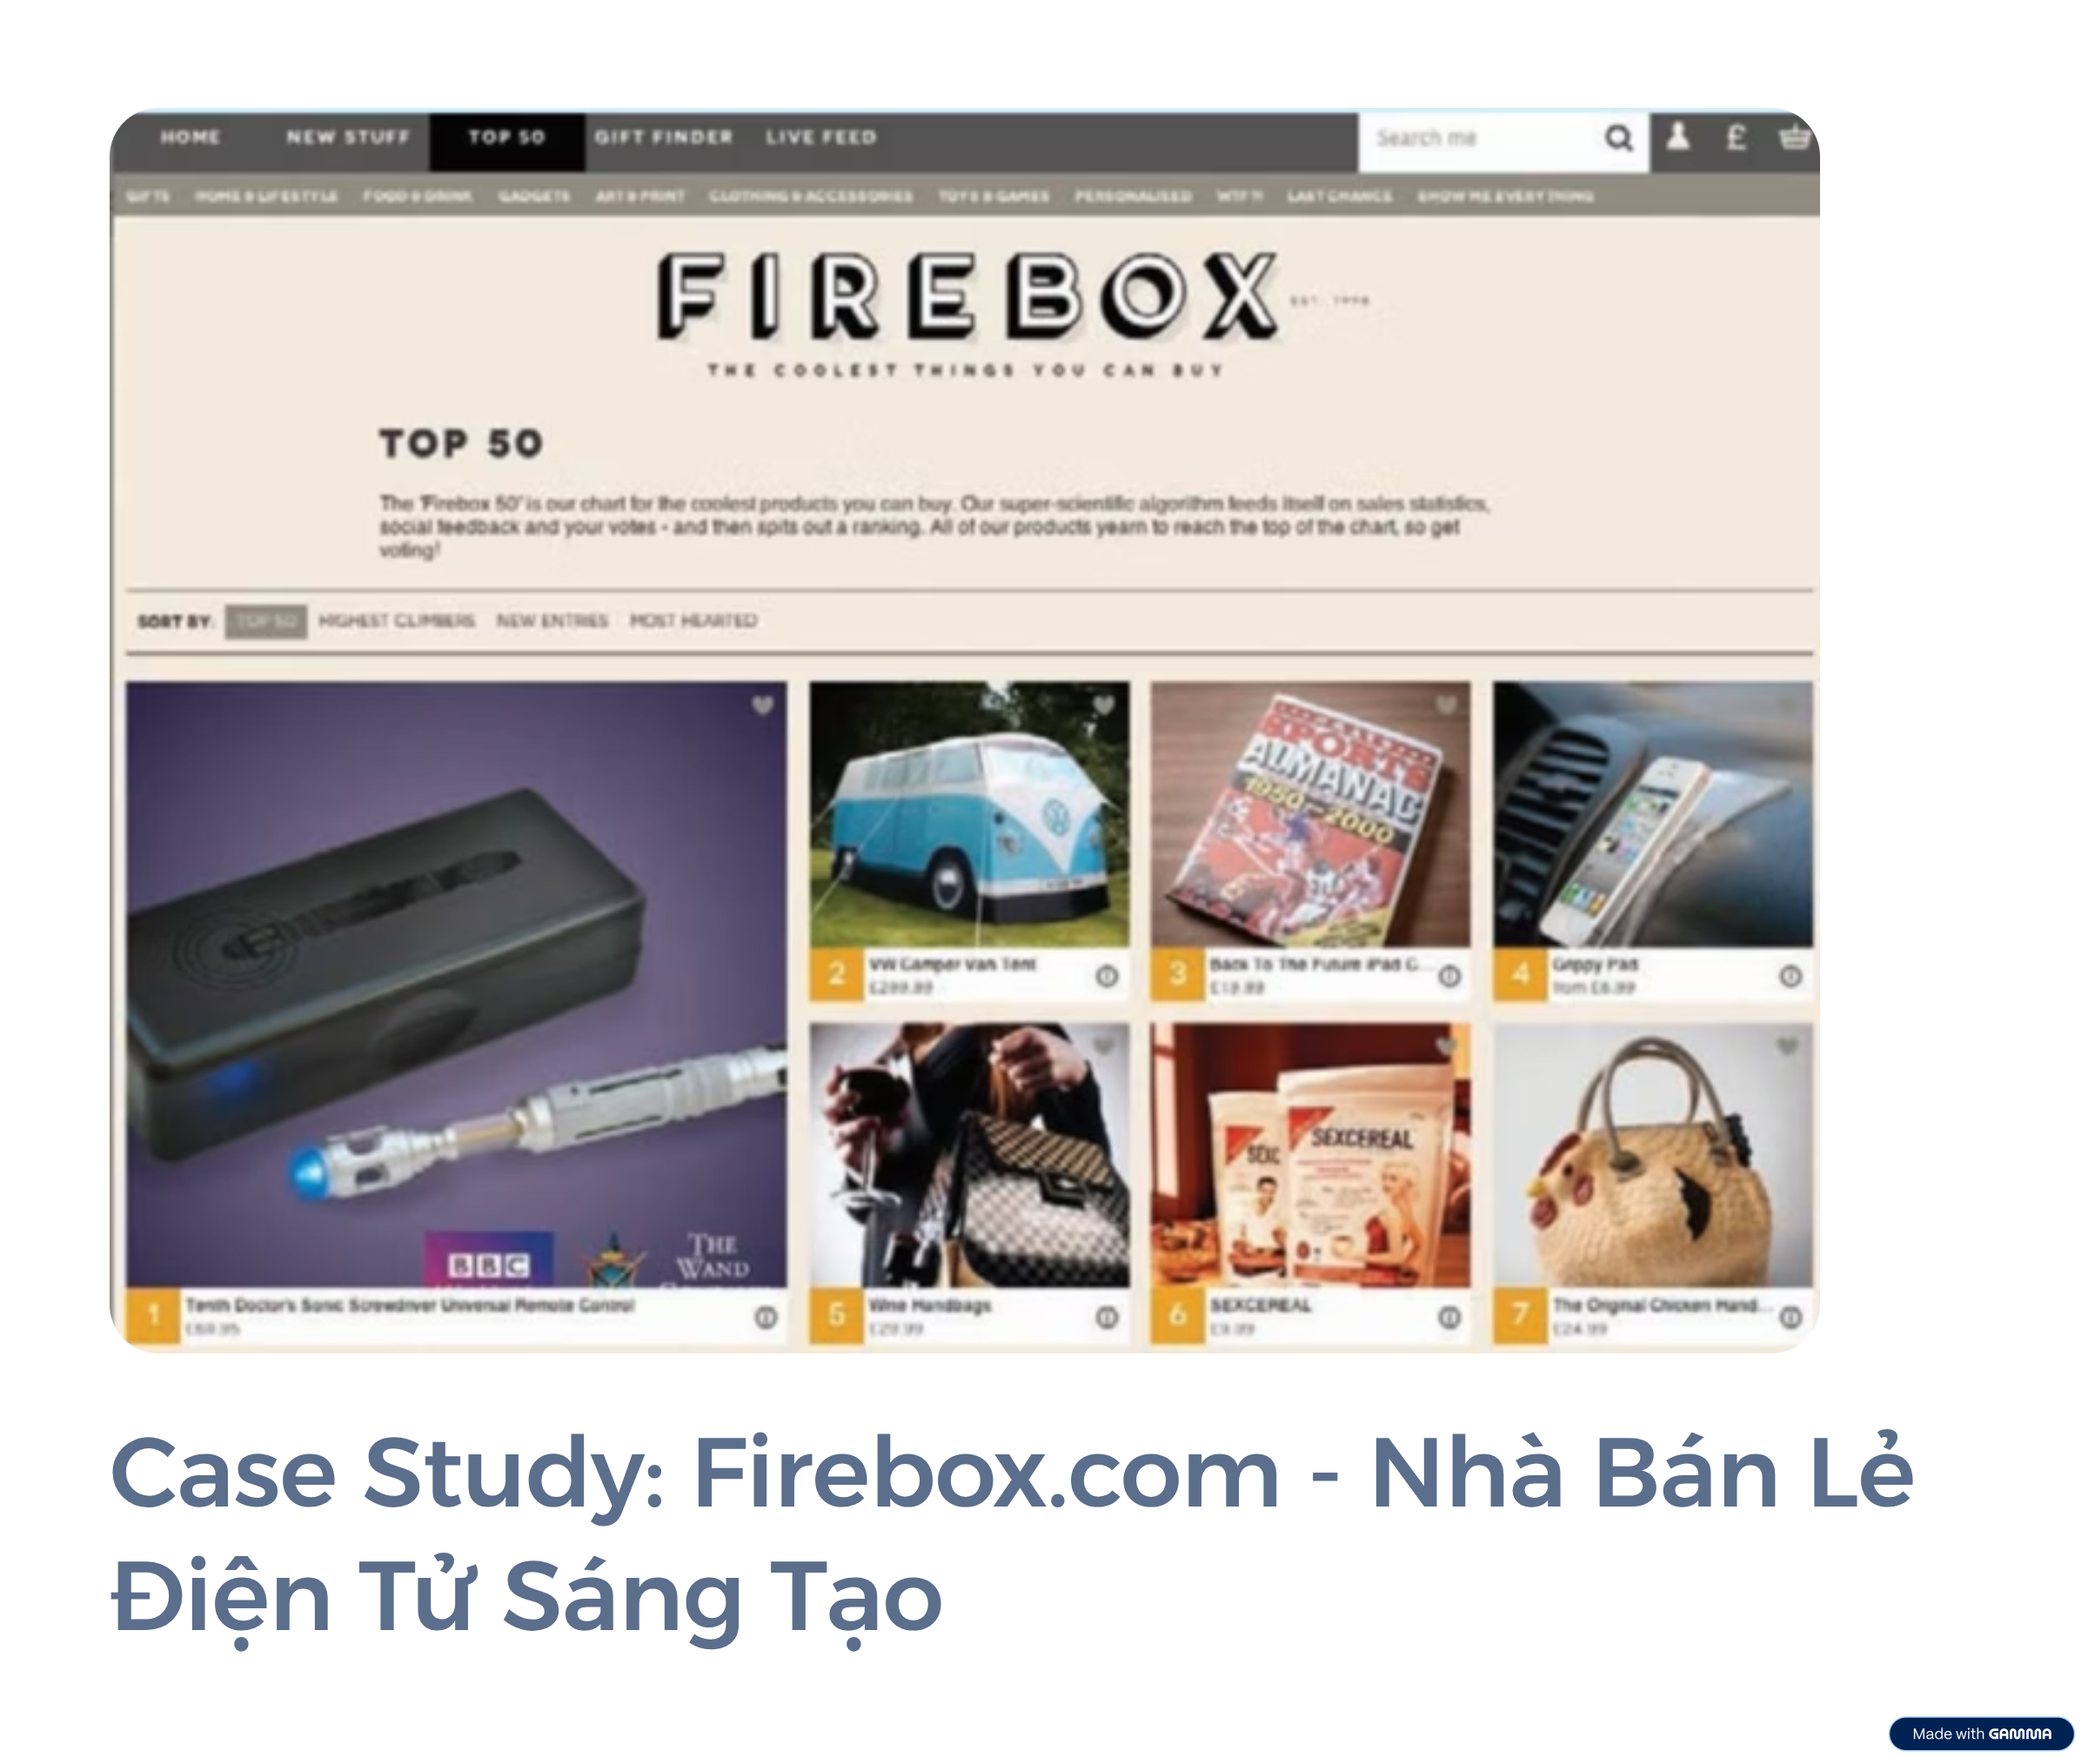 HOME NEW STUFF TOP 50 GIFT FINDER LIVE FEED Search me £
GIFTS HOME & LIFESTYLE FOOD & DRINK GADGETS ART & PRINT CLOTHING & ACCESSORIES TOYS & GAMES PERSONALISED WTF?! LAST CHANCE SHOW ME EVERYTHING
FIREBOX
EST. 1998
THE COOLEST THINGS YOU CAN BUY
TOP 50
The 'Firebox 50' is our chart for the coolest products you can buy. Our super-scientific algorithm feeds itself on sales statistics,
social feedback and your votes - and then spits out a ranking. All of our products yearn to reach the top of the chart, so get
voting!
SORT BY: TOP 50 HIGHEST CLIMBERS NEW ENTRIES MOST HEARTED
SPORTS
ALMANAC
1950-2000
2 VW Camper Van Tent
£299.99
3 Back To The Future iPad C...
£19.99
4 Grippy Pad
from £6.99
SEXCEREAL
BBC
THE
WAND
1 Tenth Doctor's Sonic Screwdriver Universal Remote Control
£69.95
5 Wine Handbags
£29.99
6 SEXCEREAL
£9.99
7 The Original Chicken Hand...
£24.99
Case Study: Firebox.com - Nhà Bán Lẻ
Điện Tử Sáng Tạo
Made with GAMMA